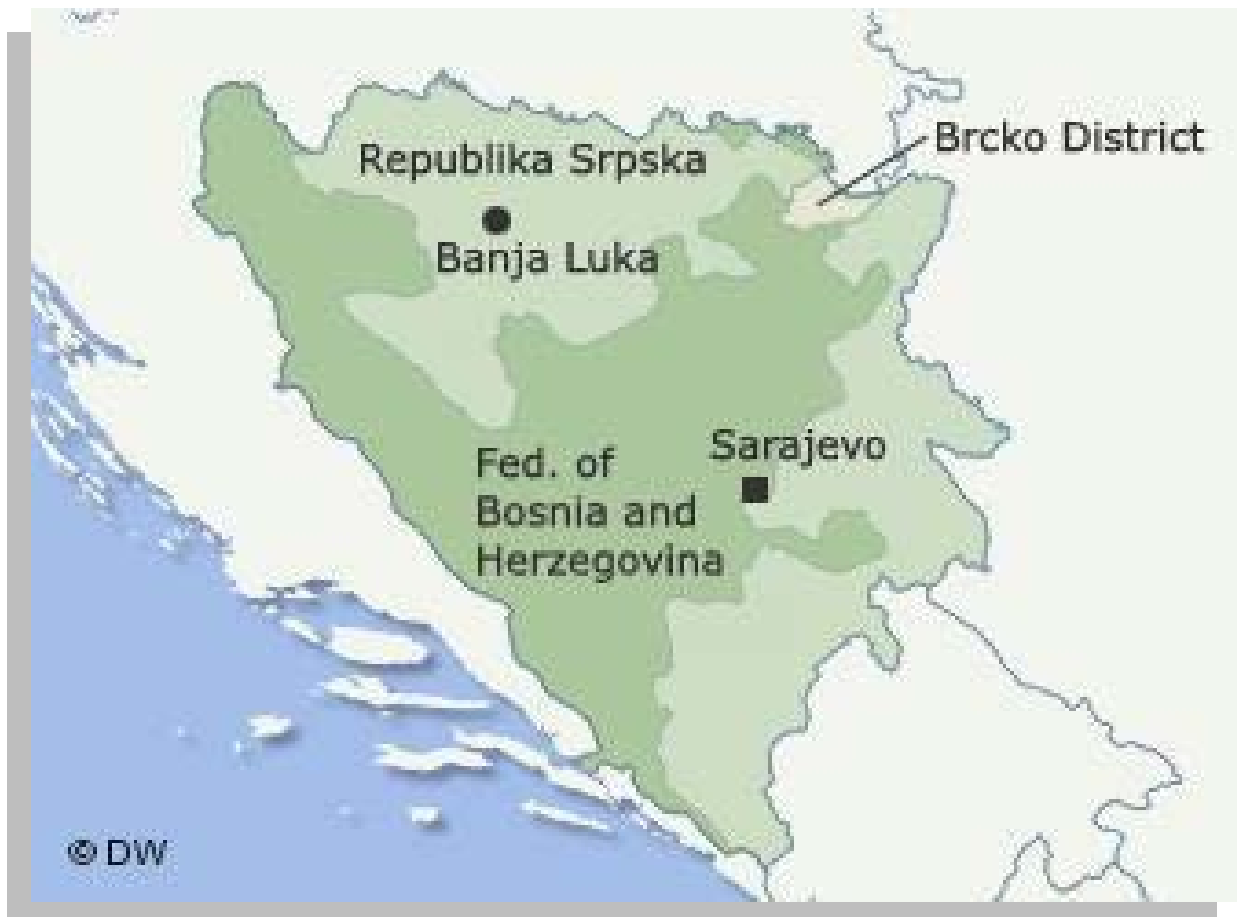 Brcko District
Republika Srpska
Banja Luka
Sarajevo
Fed. of
Bosnia and
Herzegovina
© DW